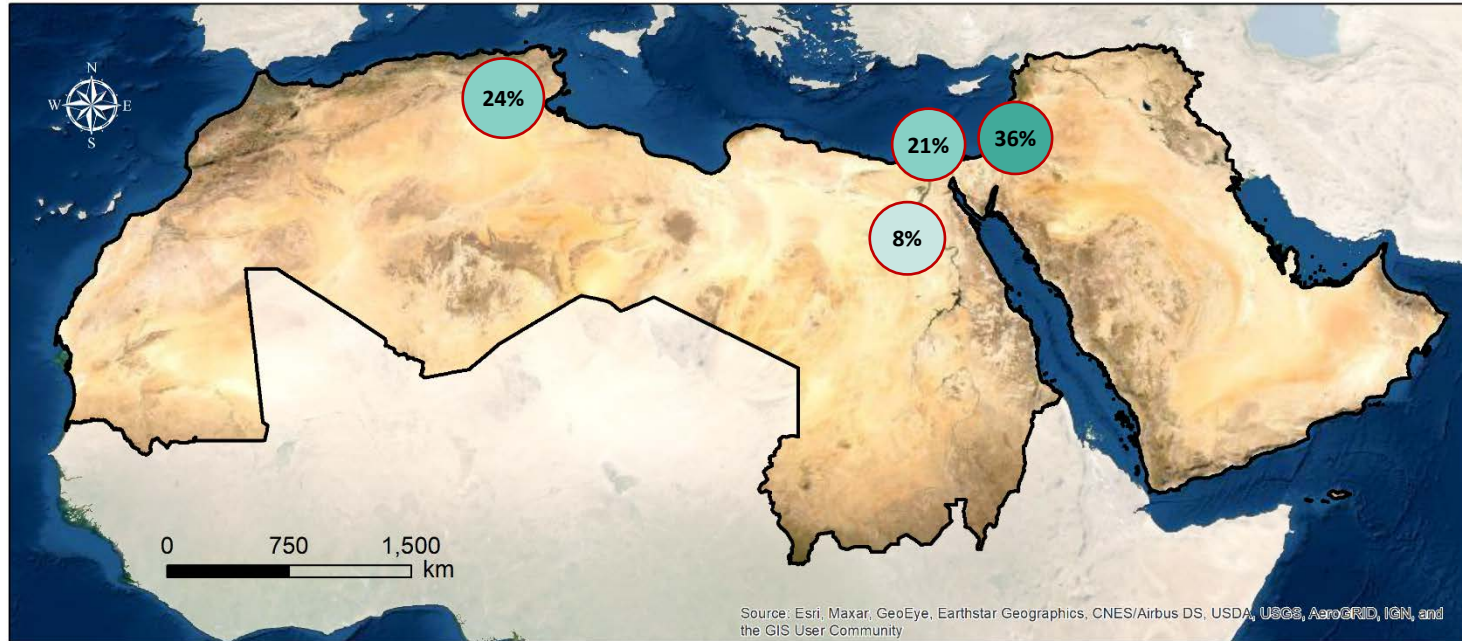 N
W E
S
24%
21%
36%
8%
0 750 1,500
km
Source: Esri, Maxar, GeoEye, Earthstar Geographics, CNES/Airbus DS, USDA, USGS, AeroGRID, IGN, and
the GIS User Community